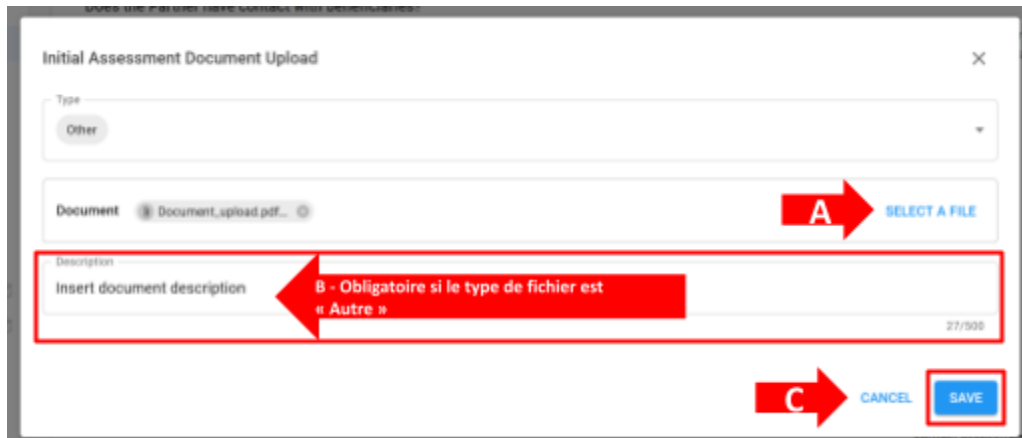 Does the Partner have contact with beneficiaries?
Initial Assessment Document Upload
Type
Other
Document Document_upload.pdf...
A
SELECT A FILE
Description
Insert document description
B - Obligatoire si le type de fichier est
« Autre »
27/500
C
CANCEL
SAVE